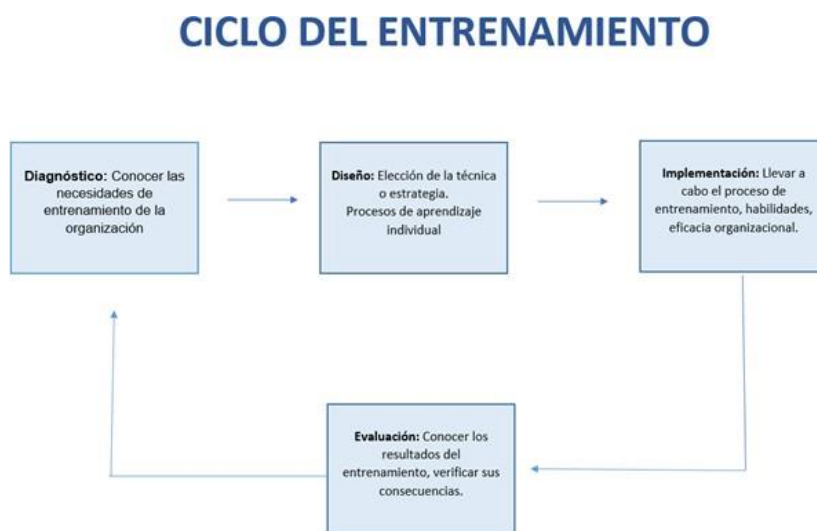 CICLO DEL ENTRENAMIENTO
Diagnóstico: Conocer las
necesidades de
entrenamiento de la
organización
Diseño: Elección de la técnica
o estrategia.
Procesos de aprendizaje
individual
Implementación: Llevar a
cabo el proceso de
entrenamiento, habilidades,
eficacia organizacional.
Evaluación: Conocer los
resultados del
entrenamiento, verificar sus
consecuencias.